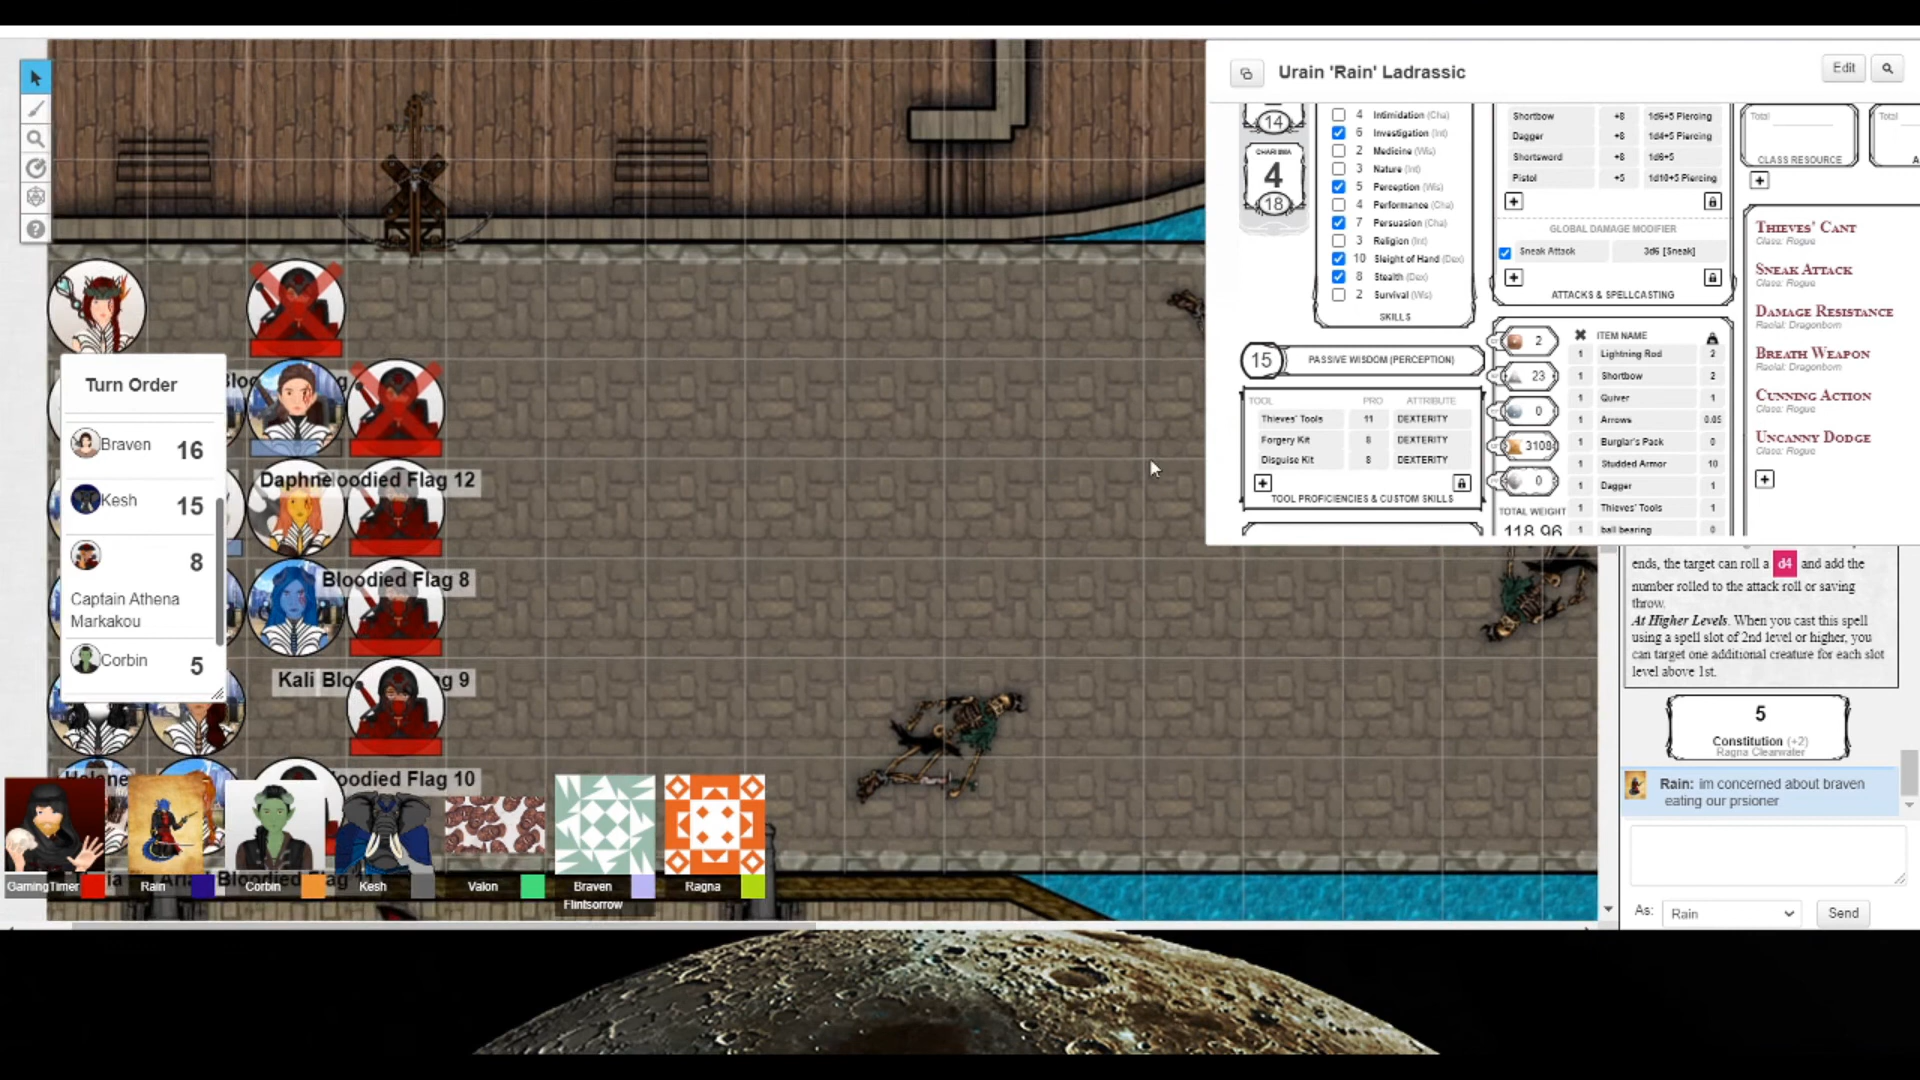 Urain 'Rain' Ladrassic
Edit
14
CHARISMA
4
18
4 Intimidation (Cha)
6 Investigation (Int)
2 Medicine (Wis)
3 Nature (Int)
5 Perception (Wis)
4 Performance (Cha)
7 Persuasion (Cha)
3 Religion (Int)
10 Sleight of Hand (Dex)
8 Stealth (Dex)
2 Survival (Wis)
SKILLS
15 PASSIVE WISDOM (PERCEPTION)
TOOL PRO ATTRIBUTE
Thieves' Tools 11 DEXTERITY
Forgery Kit 8 DEXTERITY
Disguise Kit 8 DEXTERITY
TOOL PROFICIENCIES & CUSTOM SKILLS
Shortbow +8 1d6+5 Piercing
Dagger +8 1d4+5 Piercing
Shortsword +8 1d6+5
Pistol +5 1d10+5 Piercing
GLOBAL DAMAGE MODIFIER
Sneak Attack 3d6 [Sneak]
ATTACKS & SPELLCASTING
2
23
0
3108
0
TOTAL WEIGHT
118.96
ITEM NAME
1 Lightning Rod 2
1 Shortbow 2
1 Quiver 1
1 Arrows 0.05
1 Burglar's Pack 0
1 Studded Armor 10
1 Dagger 1
1 Thieves' Tools 1
1 ball bearing 0
Total
CLASS RESOURCE
Total
THIEVES' CANT
Class: Rogue
SNEAK ATTACK
Class: Rogue
DAMAGE RESISTANCE
Racial: Dragonborn
BREATH WEAPON
Racial: Dragonborn
CUNNING ACTION
Class: Rogue
UNCANNY DODGE
Class: Rogue
Turn Order
Braven 16
Kesh 15
8
Captain Athena
Markakou
Corbin 5
Daphne
oodied Flag 12
Bloodied Flag 8
Kali Blo
g 9
oodied Flag 10
Bloodied Flag
GamingTimer
Rain
Corbin
Kesh
Valon
Braven
Flintsorrow
Ragna
ends, the target can roll a d4 and add the
number rolled to the attack roll or saving
throw.
At Higher Levels. When you cast this spell
using a spell slot of 2nd level or higher, you
can target one additional creature for each slot
level above 1st.
5
Constitution (+2)
Ragna Clearwater
Rain: im concerned about braven
eating our prsioner
As: Rain Send